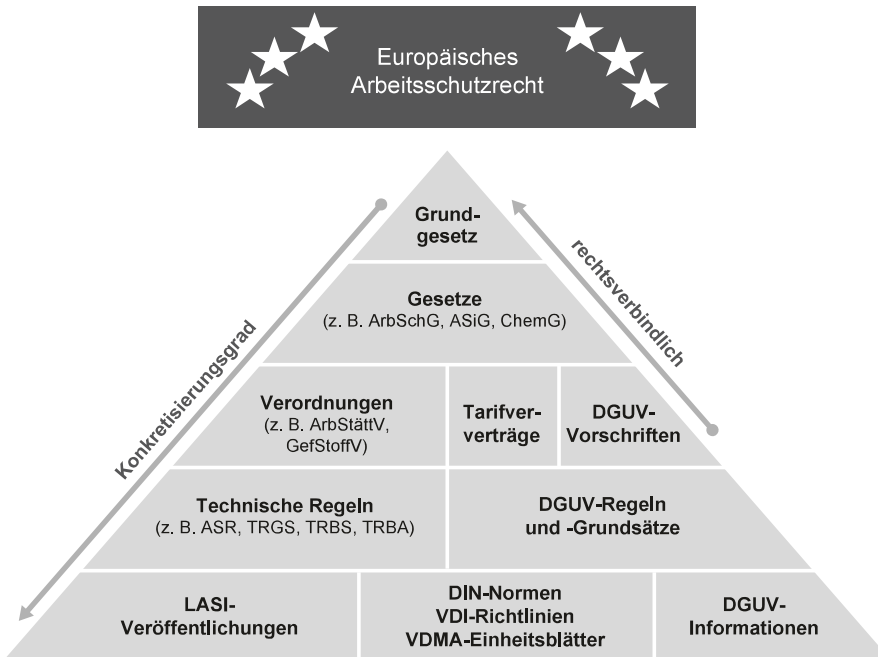 Europäisches
Arbeitsschutzrecht
Grund-
gesetz
Gesetze
(z. B. ArbSchG, ASiG, ChemG)
Konkretisierungsgrad
rechtsverbindlich
Verordnungen
(z. B. ArbStättV,
GefStoffV)
Tarifver-
verträge
DGUV-
Vorschriften
Technische Regeln
(z. B. ASR, TRGS, TRBS, TRBA)
DGUV-Regeln
und -Grundsätze
LASI-
Veröffentlichungen
DIN-Normen
VDI-Richtlinien
VDMA-Einheitsblätter
DGUV-
Informationen